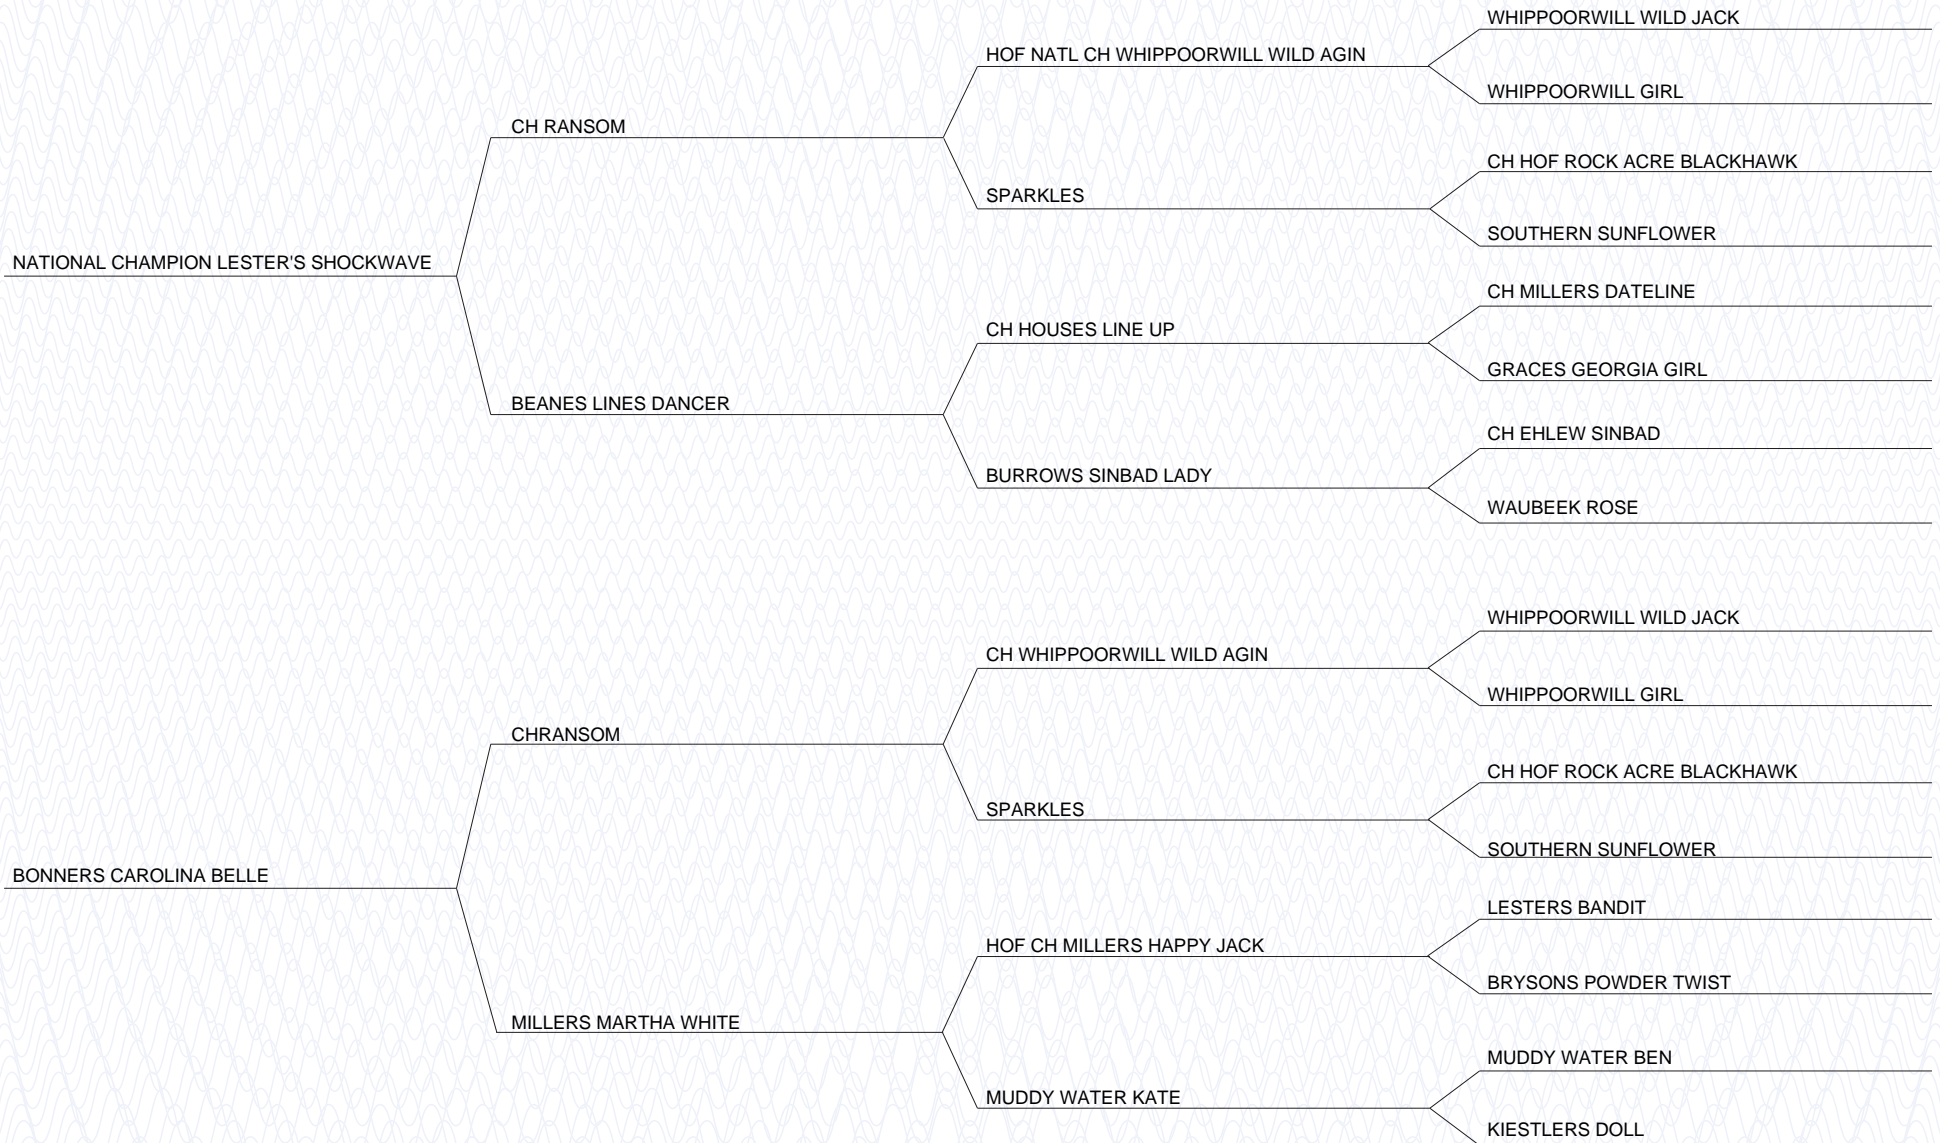 WHIPPOORWILL WILD JACK
HOF NATL CH WHIPPOORWILL WILD AGIN
WHIPPOORWILL GIRL
CH RANSOM
CH HOF ROCK ACRE BLACKHAWK
SPARKLES
SOUTHERN SUNFLOWER
NATIONAL CHAMPION LESTER'S SHOCKWAVE
CH MILLERS DATELINE
CH HOUSES LINE UP
GRACES GEORGIA GIRL
BEANES LINES DANCER
CH EHLEW SINBAD
BURROWS SINBAD LADY
WAUBEEK ROSE
WHIPPOORWILL WILD JACK
CH WHIPPOORWILL WILD AGIN
WHIPPOORWILL GIRL
CHRANSOM
CH HOF ROCK ACRE BLACKHAWK
SPARKLES
SOUTHERN SUNFLOWER
BONNERS CAROLINA BELLE
LESTERS BANDIT
HOF CH MILLERS HAPPY JACK
BRYSONS POWDER TWIST
MILLERS MARTHA WHITE
MUDDY WATER BEN
MUDDY WATER KATE
KIESTLERS DOLL